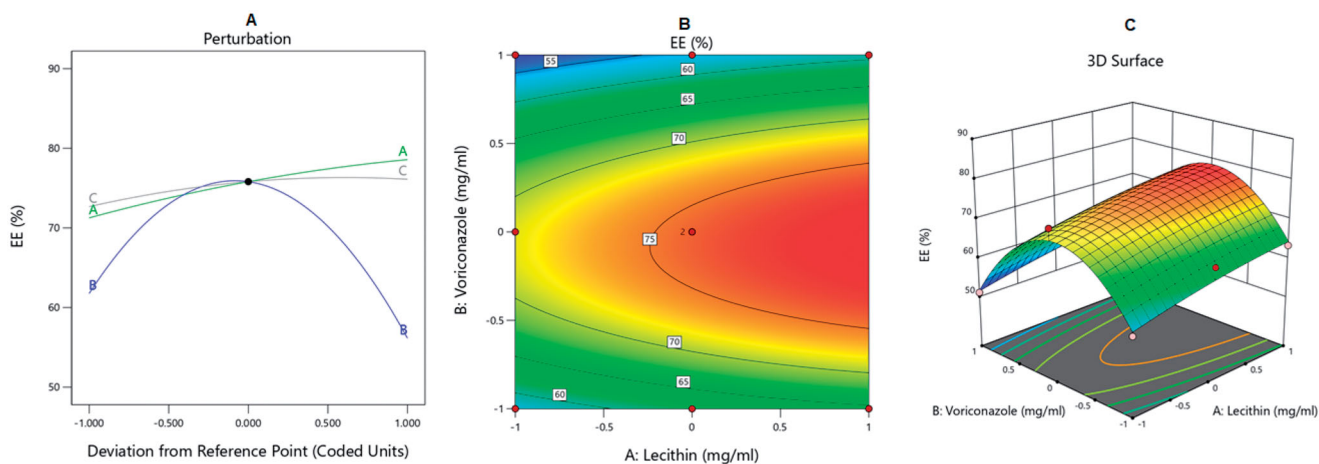 A
Perturbation
EE (%)
90
80
70
60
50
A
C
C
A
B
B
-1.000
-0.500
0.000
0.500
1.000
Deviation from Reference Point (Coded Units)
B
EE (%)
B: Voriconazole (mg/ml)
1
0.5
0
-0.5
-1
55
60
65
70
75
2
70
65
60
-1
-0.5
0
0.5
1
A: Lecithin (mg/ml)
C
3D Surface
EE (%)
90
80
70
60
50
1
0.5
0
-0.5
-1
B: Voriconazole (mg/ml)
-1
-0.5
0
0.5
1
A: Lecithin (mg/ml)